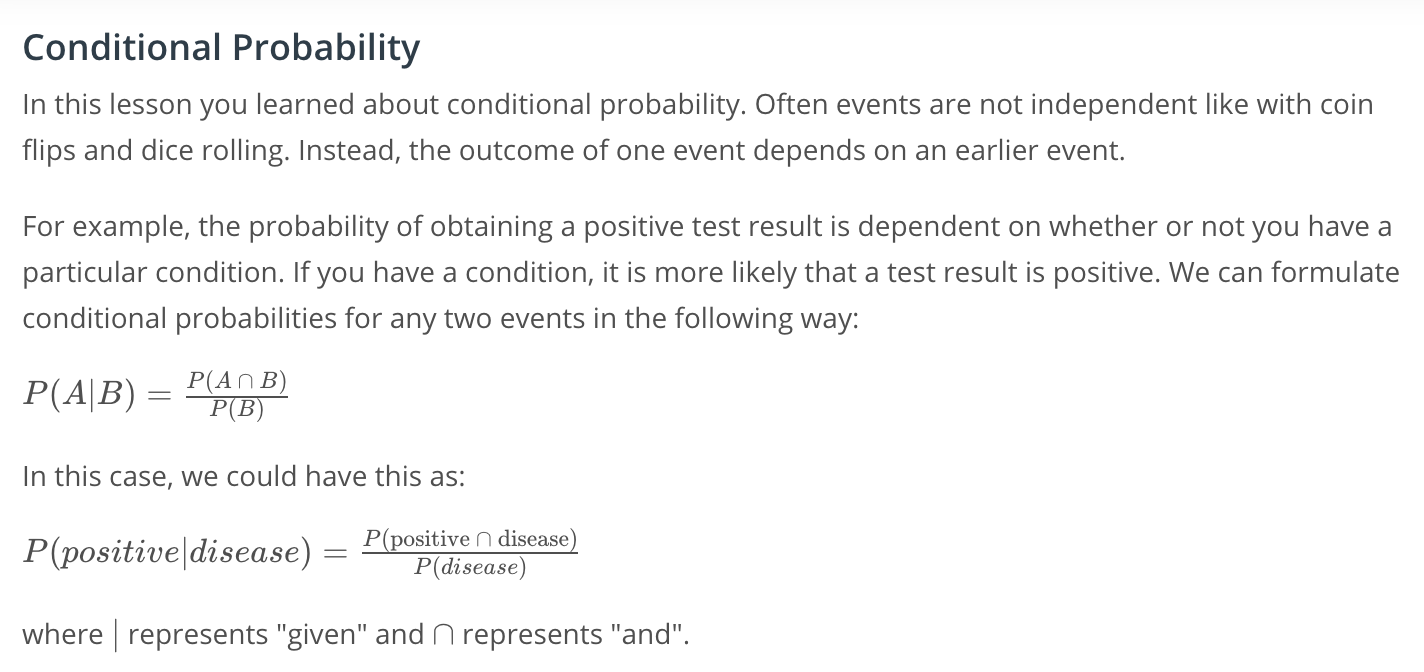 Conditional Probability
In this lesson you learned about conditional probability. Often events are not independent like with coin
flips and dice rolling. Instead, the outcome of one event depends on an earlier event.
For example, the probability of obtaining a positive test result is dependent on whether or not you have a
particular condition. If you have a condition, it is more likely that a test result is positive. We can formulate
conditional probabilities for any two events in the following way:
P(A|B) = \frac{P(A ∩ B)}{P(B)}
In this case, we could have this as:
P(positive|disease) = \frac{P(positive ∩ disease)}{P(disease)}
where | represents "given" and ∩ represents "and".